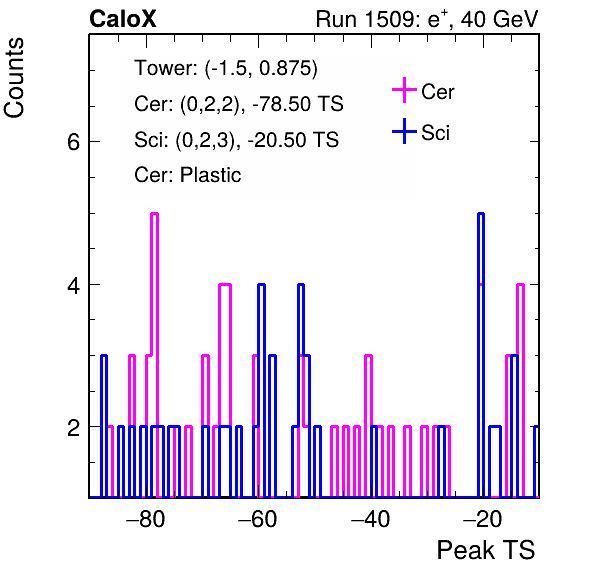 CaloX Run 1509: e⁺, 40 GeV
Counts
Tower: (-1.5, 0.875)
Cer: (0,2,2), -78.50 TS
Sci: (0,2,3), -20.50 TS
Cer: Plastic
Cer
Sci
6
4
2
−80 −60 −40 −20
Peak TS